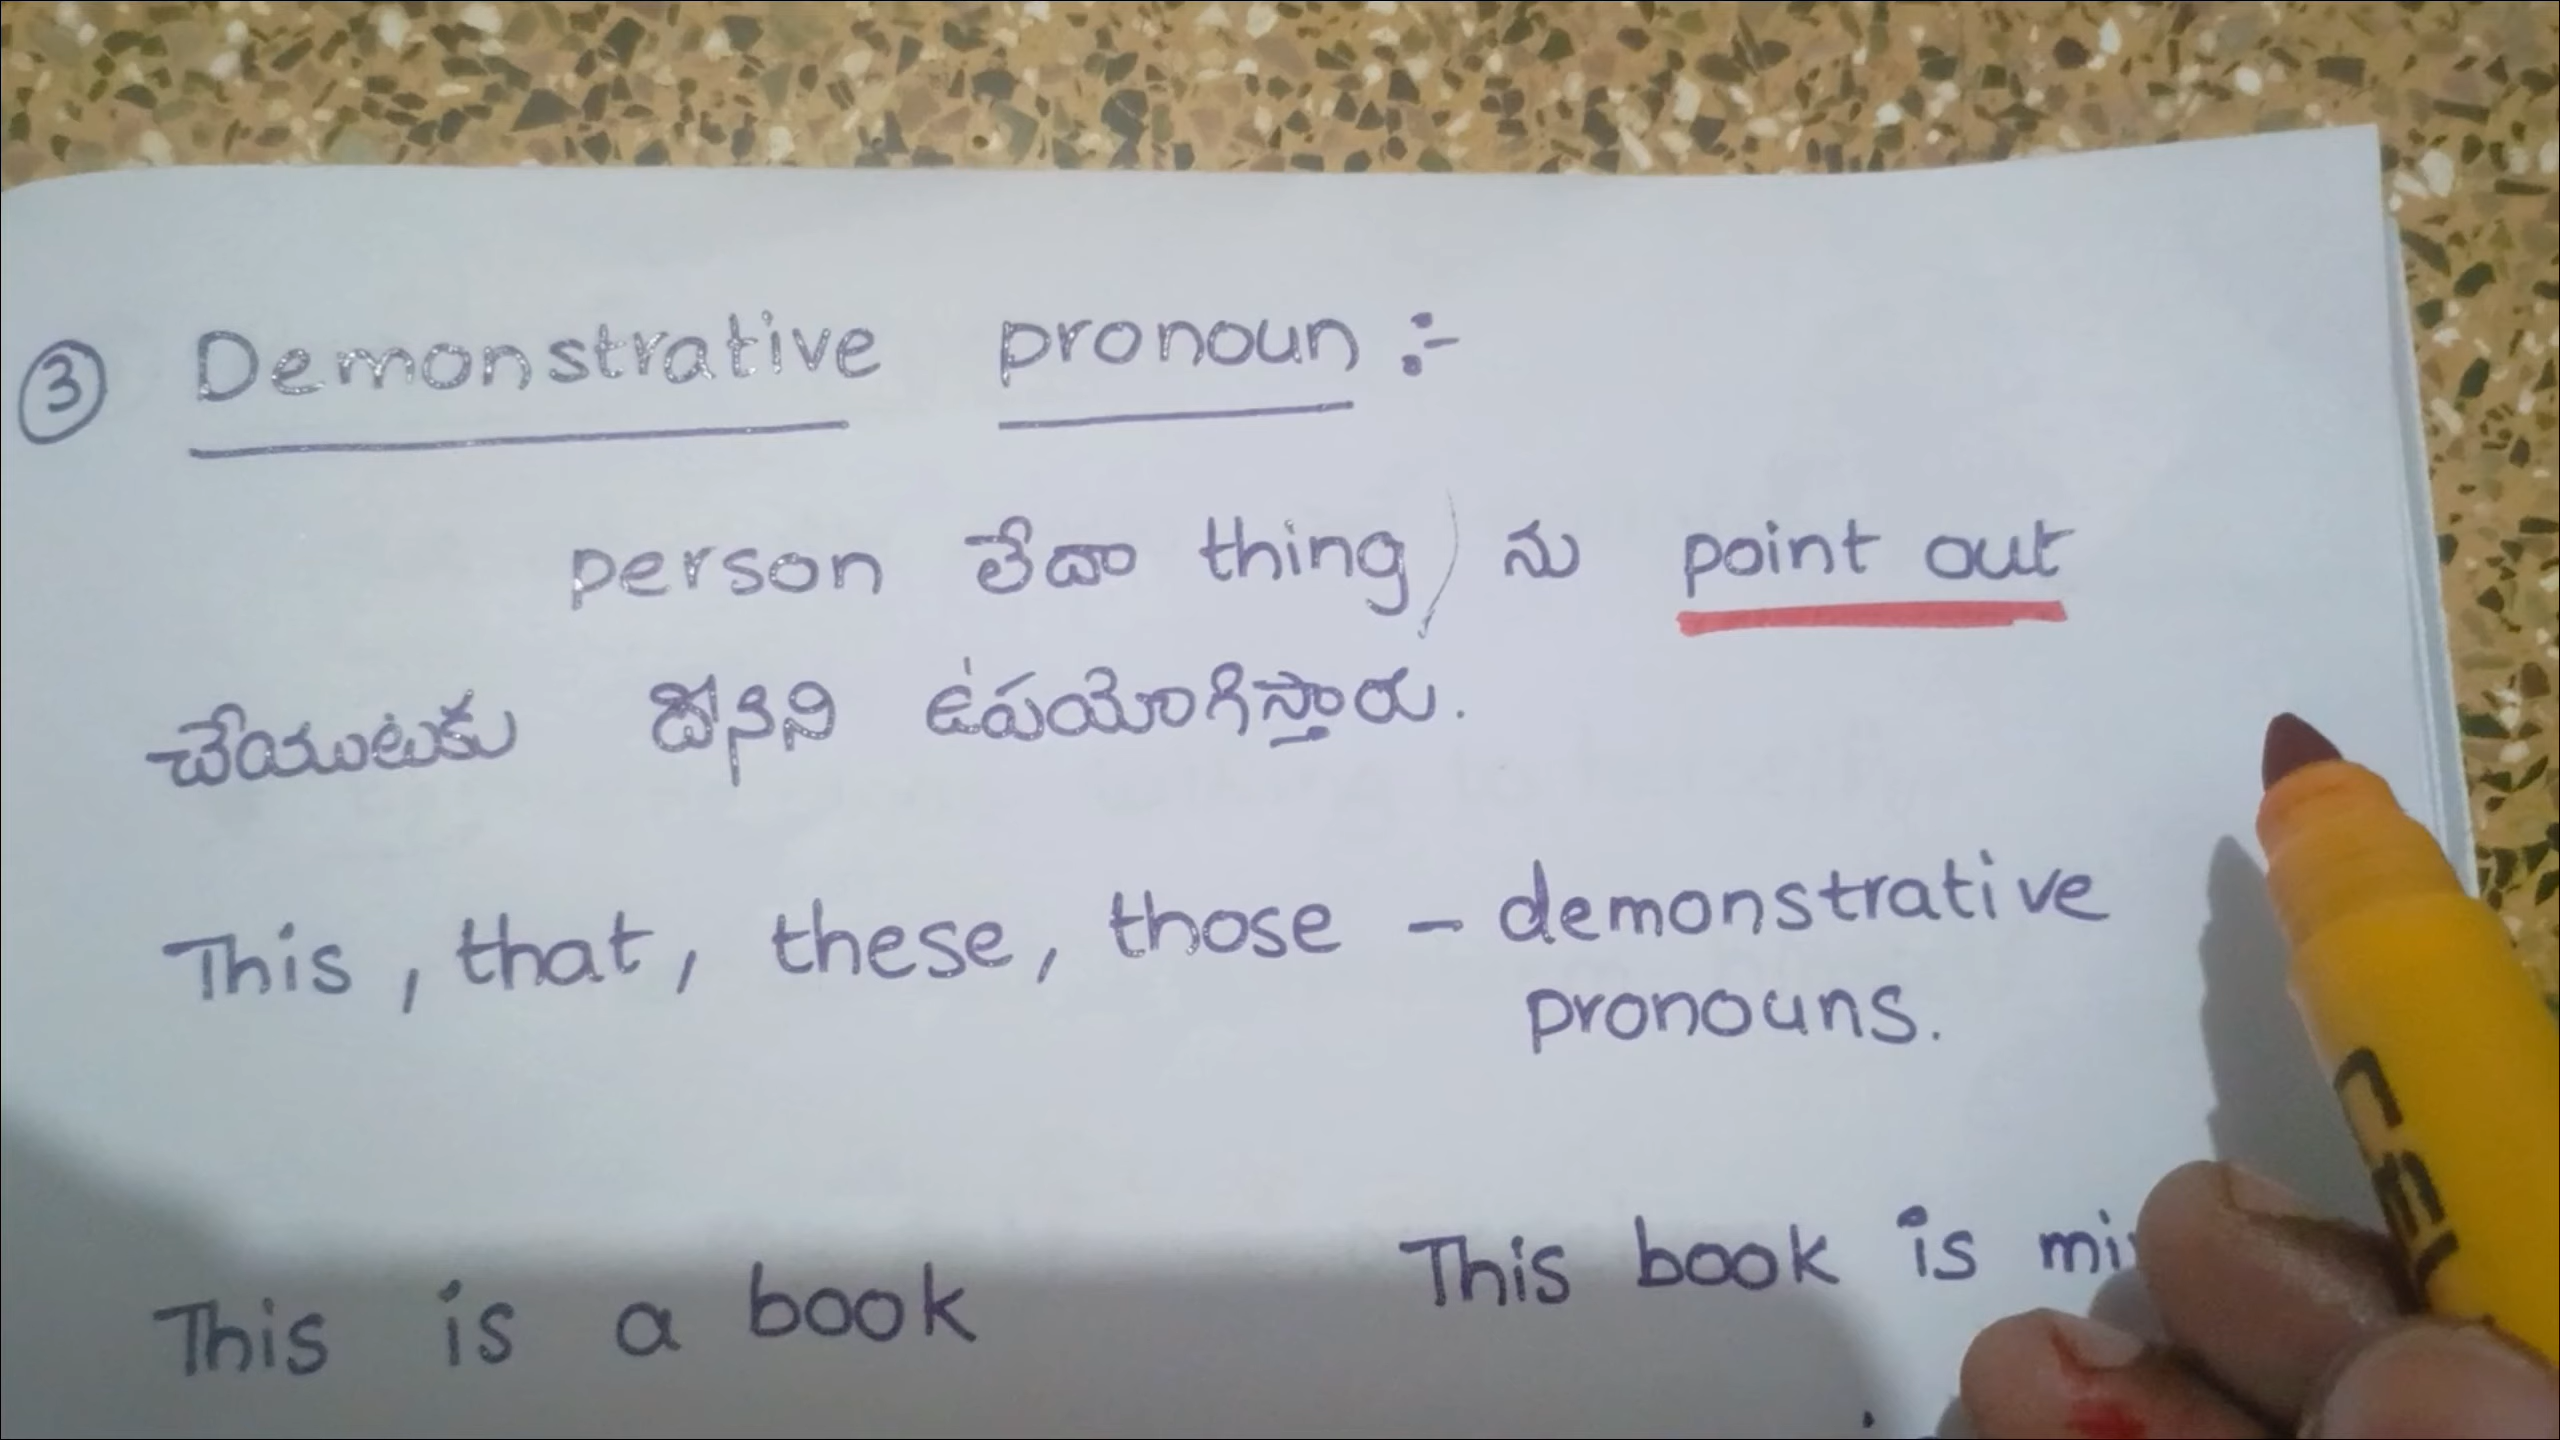 ③ Demonstrative pronoun :-
person లేదా thing ను point out
చేయుటకు దీనిని ఉపయోగిస్తారు.
This , that , these , those – demonstrative
pronouns.
This is a book
This book is